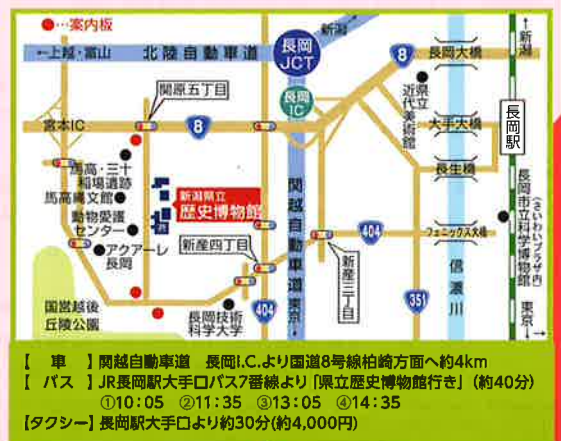 ●…案内板
新潟
新潟
←上越・富山
北陸自動車道
長岡
JCT
8
長岡大橋
関原五丁目
長岡
IC
県立
近代美術館
長岡駅
宮本IC
8
大手大橋
馬高・三十
稲場遺跡
馬高縄文館
長生橋
新潟県立
歴史博物館
関越自動車道
動物愛護
センター
404
フェニックス大橋
長岡市立科学博物館
(さいわいプラザ内)
新産四丁目
アクアーレ
長岡
新産三丁目
信濃川
国営越後
丘陵公園
長岡技術
科学大学
404
東京
351
東京
【 車 】関越自動車道 長岡I.C.より国道8号線柏崎方面へ約4km
【 バス 】JR長岡駅大手口バス7番線より「県立歴史博物館行き」(約40分)
①10:05 ②11:35 ③13:05 ④14:35
【タクシー】長岡駅大手口より約30分(約4,000円)